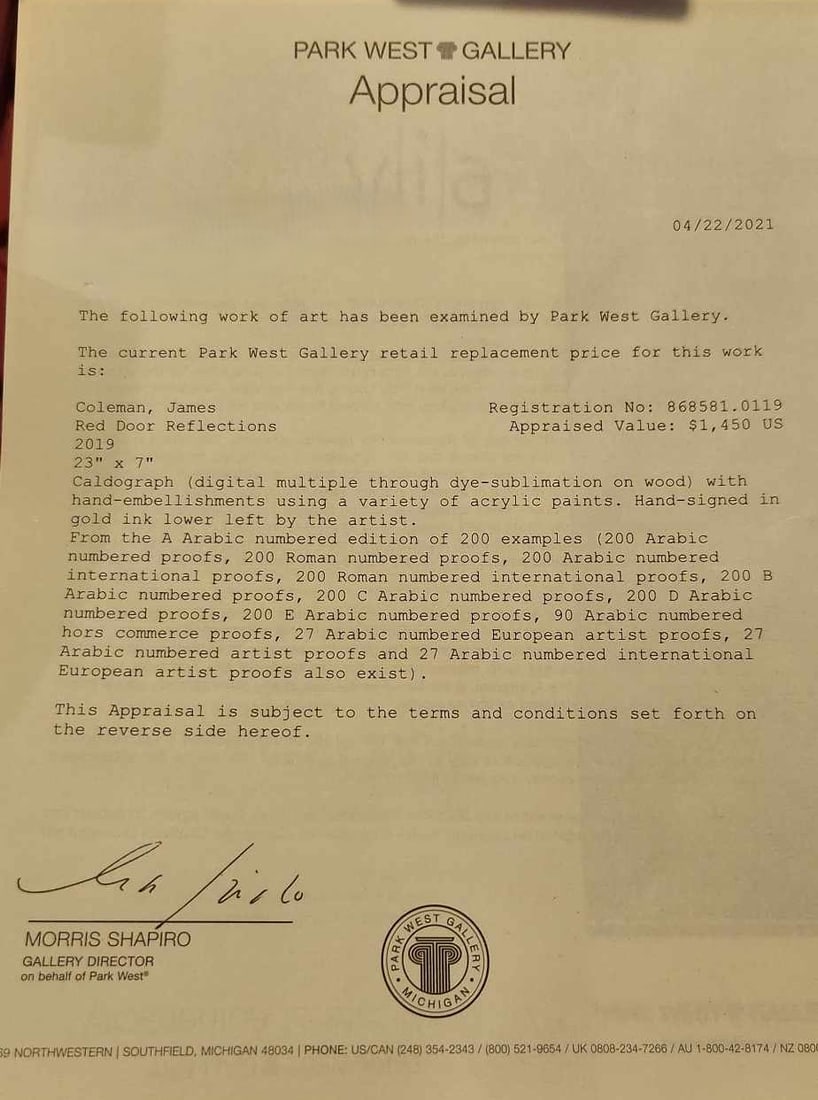 PARK WEST GALLERY
Appraisal
04/22/2021
The following work of art has been examined by Park West Gallery.
The current Park West Gallery retail replacement price for this work
is:
Coleman, James Registration No: 868581.0119
Red Door Reflections Appraised Value: $1,450 US
2019
23" x 7"
Caldograph (digital multiple through dye-sublimation on wood) with
hand-embellishments using a variety of acrylic paints. Hand-signed in
gold ink lower left by the artist.
From the A Arabic numbered edition of 200 examples (200 Arabic
numbered proofs, 200 Roman numbered proofs, 200 Arabic numbered
international proofs, 200 Roman numbered international proofs, 200 B
Arabic numbered proofs, 200 C Arabic numbered proofs, 200 D Arabic
numbered proofs, 200 E Arabic numbered proofs, 90 Arabic numbered
hors commerce proofs, 27 Arabic numbered European artist proofs, 27
Arabic numbered artist proofs and 27 Arabic numbered international
European artist proofs also exist).
This Appraisal is subject to the terms and conditions set forth on
the reverse side hereof.
MORRIS SHAPIRO
GALLERY DIRECTOR
on behalf of Park West®
PARK WEST GALLERY
• MICHIGAN •
69 NORTHWESTERN | SOUTHFIELD, MICHIGAN 48034 | PHONE: US/CAN (248) 354-2343 / (800) 521-9654 / UK 0808-234-7266 / AU 1-800-42-8174 / NZ 080